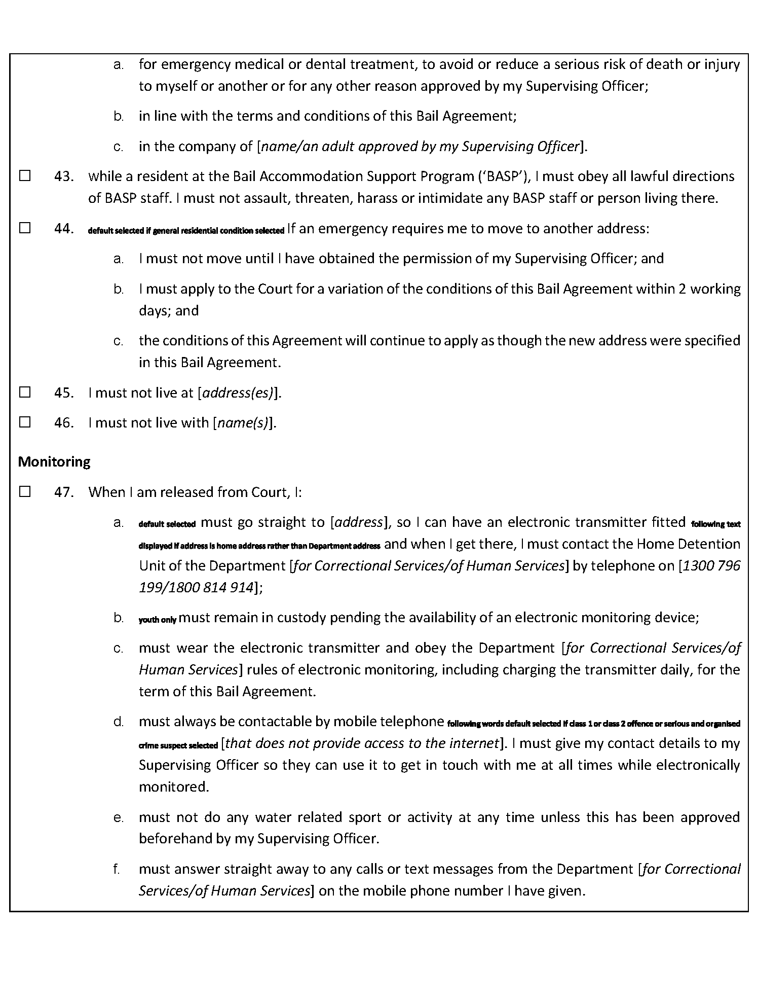 a. for emergency medical or dental treatment, to avoid or reduce a serious risk of death or injury
to myself or another or for any other reason approved by my Supervising Officer;
b. in line with the terms and conditions of this Bail Agreement;
c. in the company of [name/an adult approved by my Supervising Officer].
☐ 43. While a resident at the Bail Accommodation Support Program (‘BASP’), I must obey all lawful directions
of BASP staff. I must not assault, threaten, harass or intimidate any BASP staff or person living there.
☐ 44. default selected if general residential condition selected If an emergency requires me to move to another address:
a. I must not move until I have obtained the permission of my Supervising Officer; and
b. I must apply to the Court for a variation of the conditions of this Bail Agreement within 2 working
days; and
c. the conditions of this Agreement will continue to apply as though the new address were specified
in this Bail Agreement.
☐ 45. I must not live at [address(es)].
☐ 46. I must not live with [name(s)].
Monitoring
☐ 47. When I am released from Court, I:
a. default selected must go straight to [address], so I can have an electronic transmitter fitted following text
displayed if address is home address rather than Department address and when I get there, I must contact the Home Detention
Unit of the Department [for Correctional Services/of Human Services] by telephone on [1300 796
199/1800 814 914];
b. youth only must remain in custody pending the availability of an electronic monitoring device;
c. must wear the electronic transmitter and obey the Department [for Correctional Services/of
Human Services] rules of electronic monitoring, including charging the transmitter daily, for the
term of this Bail Agreement.
d. must always be contactable by mobile telephone following words default selected if class 1 or class 2 offence or serious and organised
crime suspect selected [that does not provide access to the internet]. I must give my contact details to my
Supervising Officer so they can use it to get in touch with me at all times while electronically
monitored.
e. must not do any water related sport or activity at any time unless this has been approved
beforehand by my Supervising Officer.
f. must answer straight away to any calls or text messages from the Department [for Correctional
Services/of Human Services] on the mobile phone number I have given.